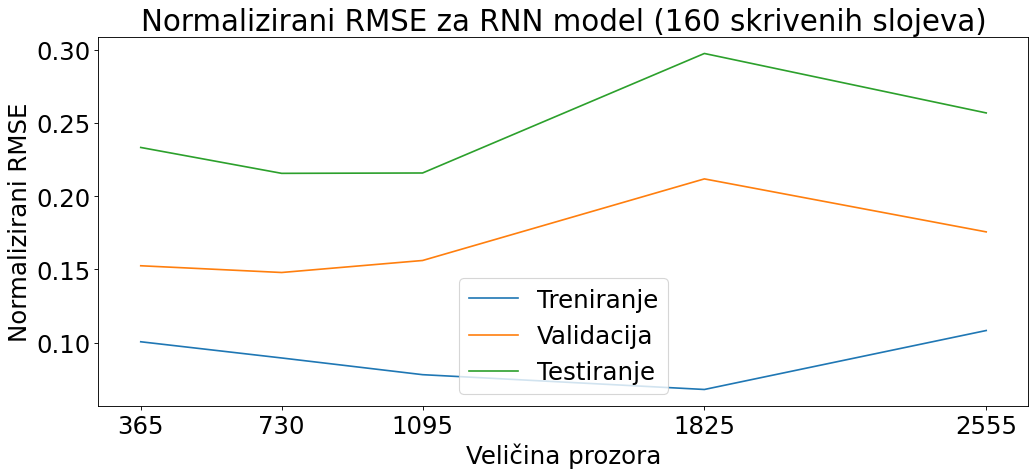 Normalizirani RMSE za RNN model (160 skrivenih slojeva)
Normalizirani RMSE
0.30
0.25
0.20
0.15
0.10
Treniranje
Validacija
Testiranje
365 730 1095 1825 2555
Veličina prozora